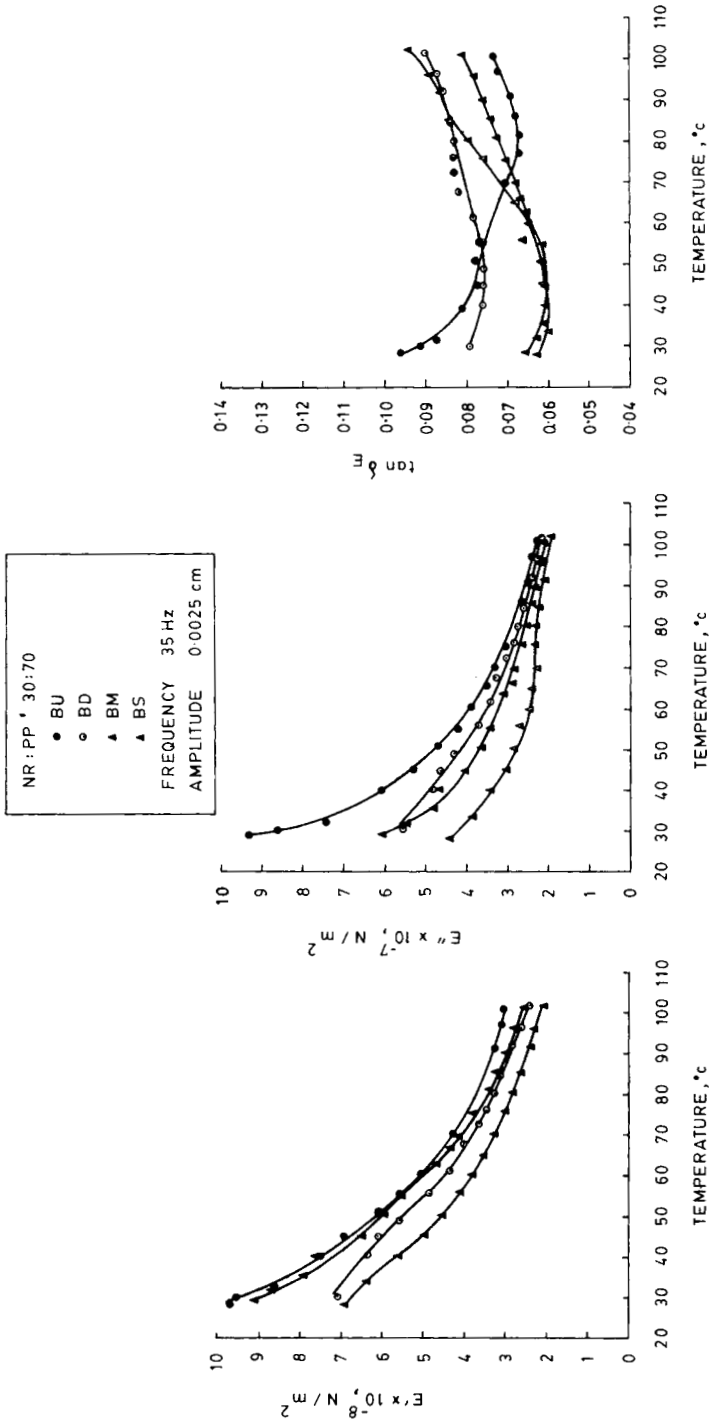 NR : PP ' 30:70
BU
BD
BM
BS
FREQUENCY 35 Hz
AMPLITUDE 0·0025 cm
10
9
8
7
6
5
4
3
2
1
0
E' x 10⁻⁸, N/m²
20 30 40 50 60 70 80 90 100 110
TEMPERATURE, °c
10
9
8
7
6
5
4
3
2
1
0
E'' x 10⁻⁷, N/m²
20 30 40 50 60 70 80 90 100 110
TEMPERATURE, °c
0·14
0·13
0·12
0·11
0·10
0·09
0·08
0·07
0·06
0·05
0·04
tan δE
20 30 40 50 60 70 80 90 100 110
TEMPERATURE, °c